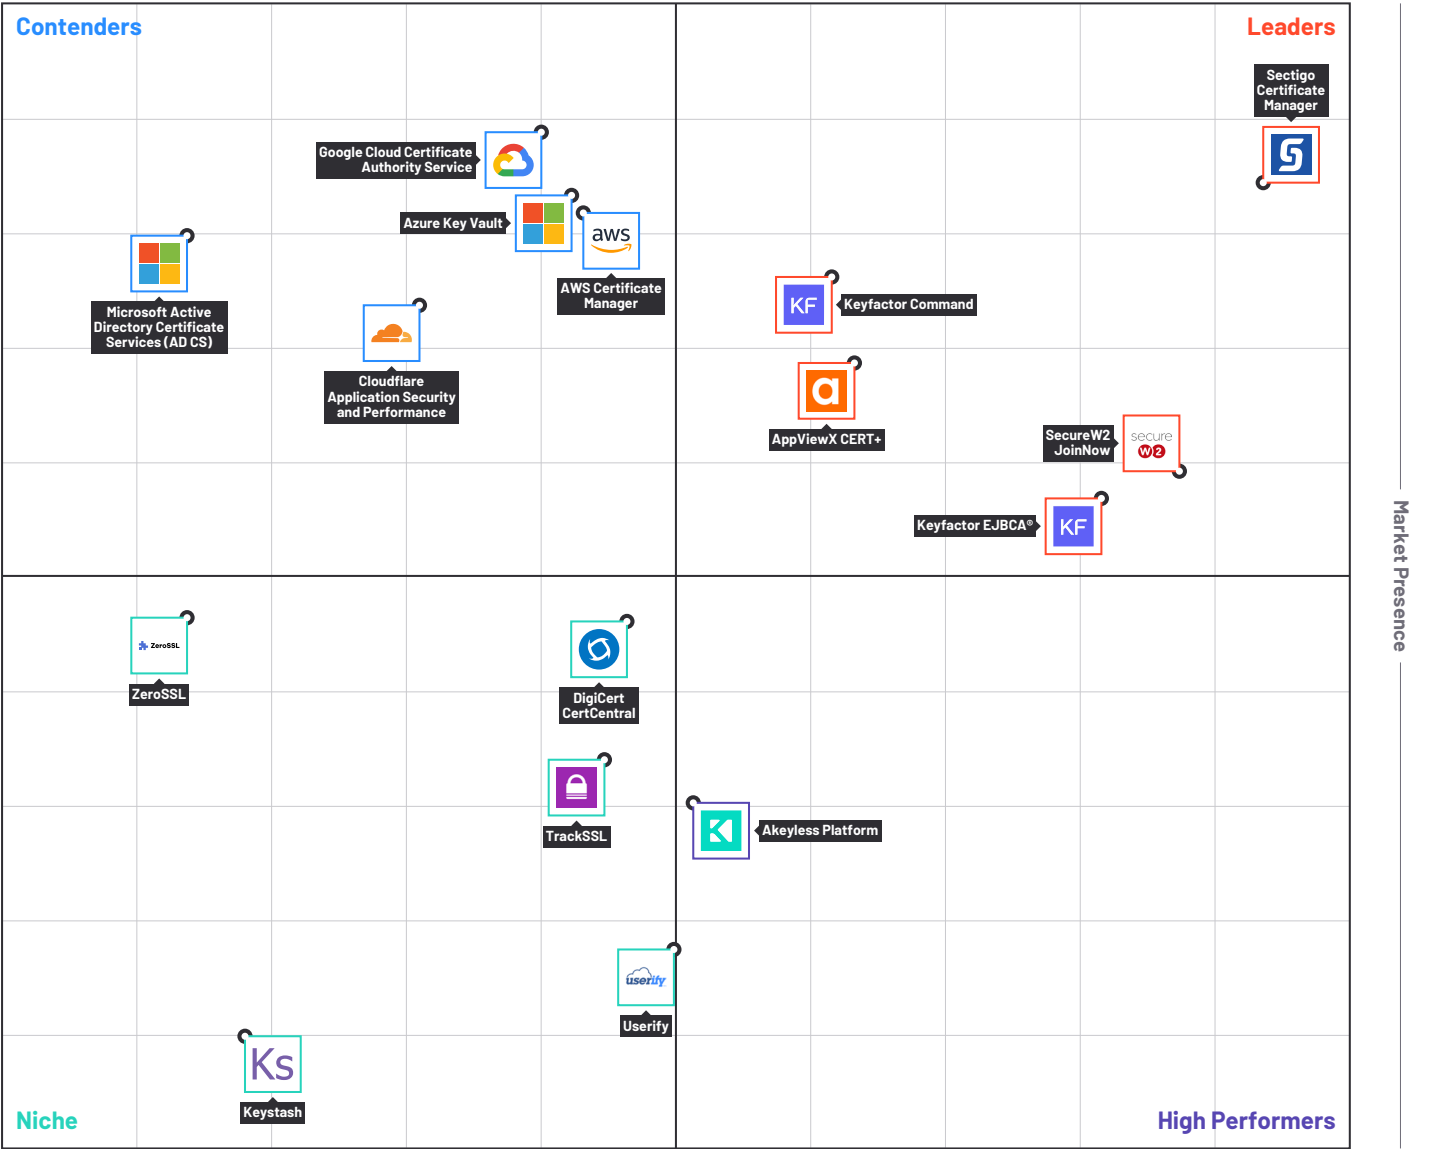 Contenders
Leaders
Sectigo
Certificate
Manager
Google Cloud Certificate
Authority Service
Azure Key Vault
aws
AWS Certificate
Manager
Microsoft Active
Directory Certificate
Services (AD CS)
Cloudflare
Application Security
and Performance
KF
Keyfactor Command
a
AppViewX CERT+
SecureW2
JoinNow
secure
W2
Keyfactor EJBCA®
KF
Market Presence
ZeroSSL
ZeroSSL
DigiCert
CertCentral
TrackSSL
Akeyless Platform
userify
Userify
Ks
Keystash
Niche
High Performers